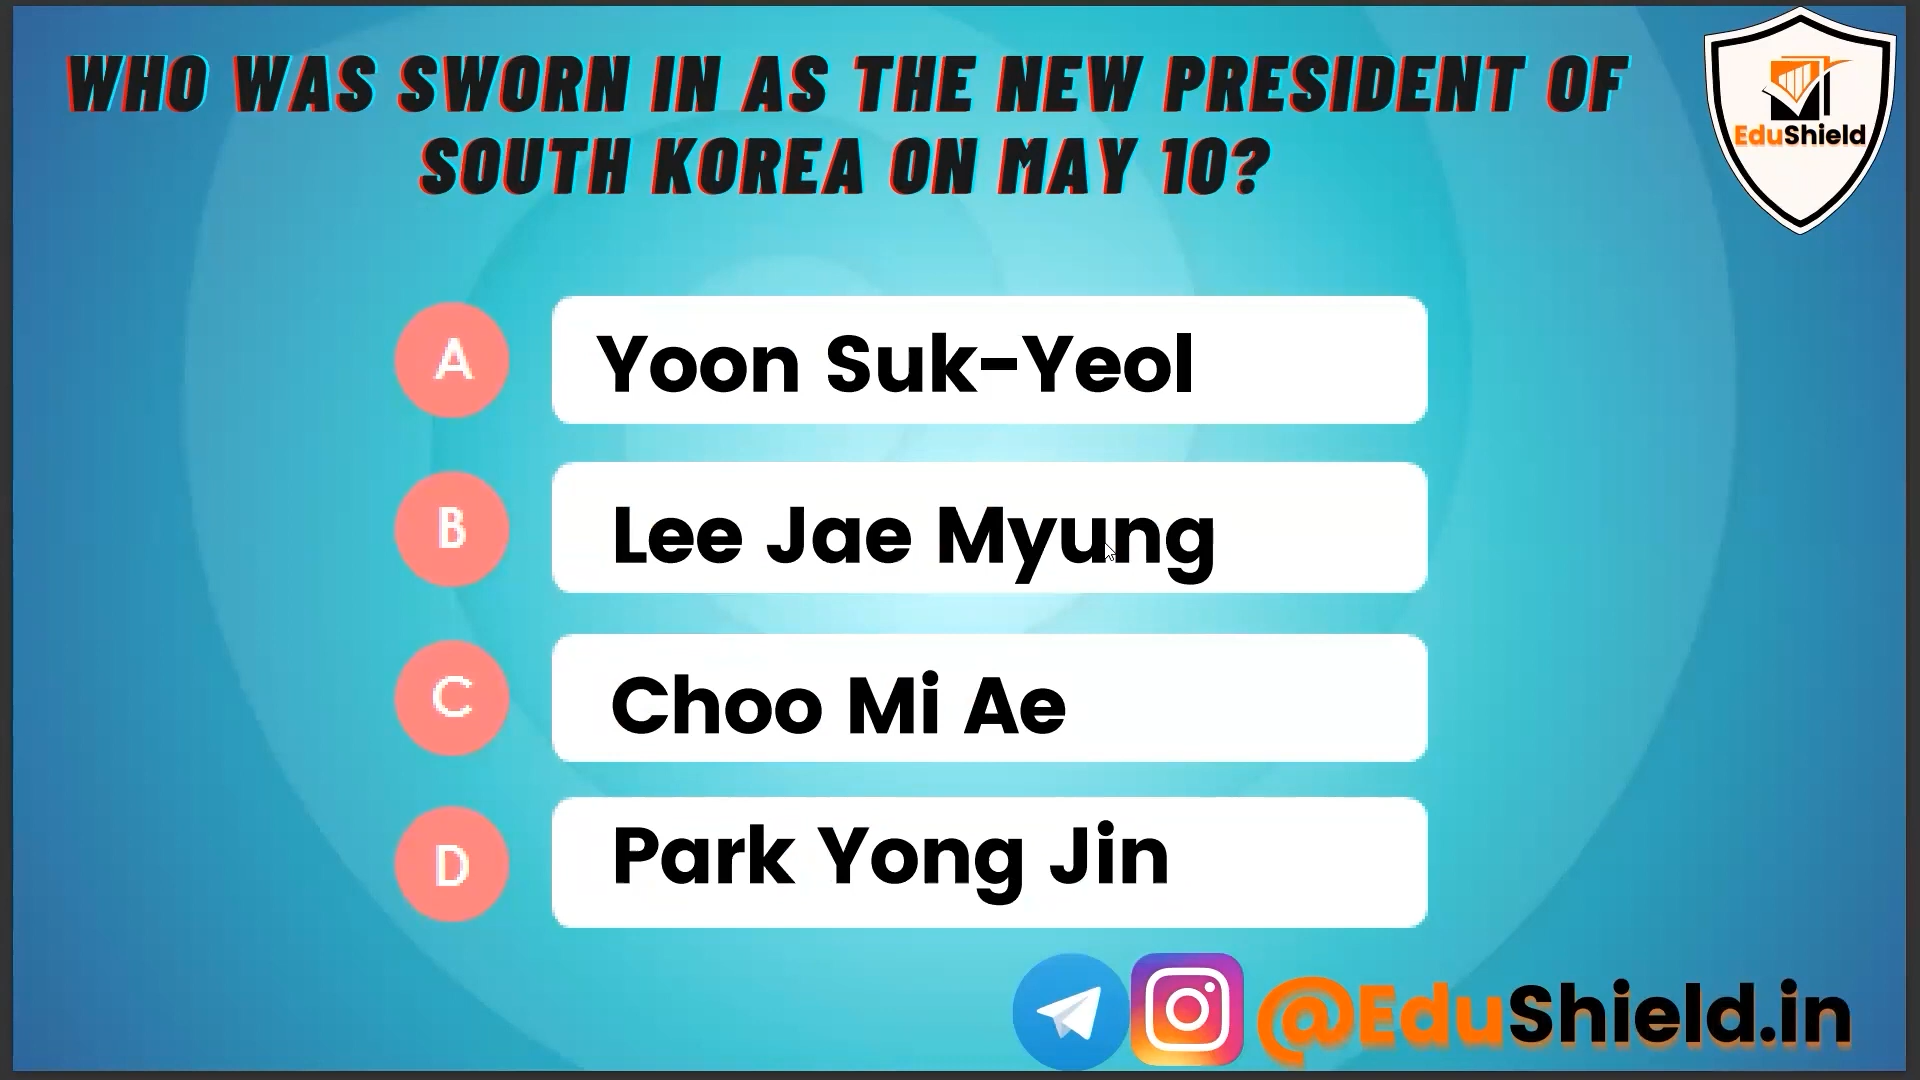 WHO WAS SWORN IN AS THE NEW PRESIDENT OF
SOUTH KOREA ON MAY 10?
EduShield
A Yoon Suk-Yeol
B Lee Jae Myung
C Choo Mi Ae
D Park Yong Jin
@EduShield.in